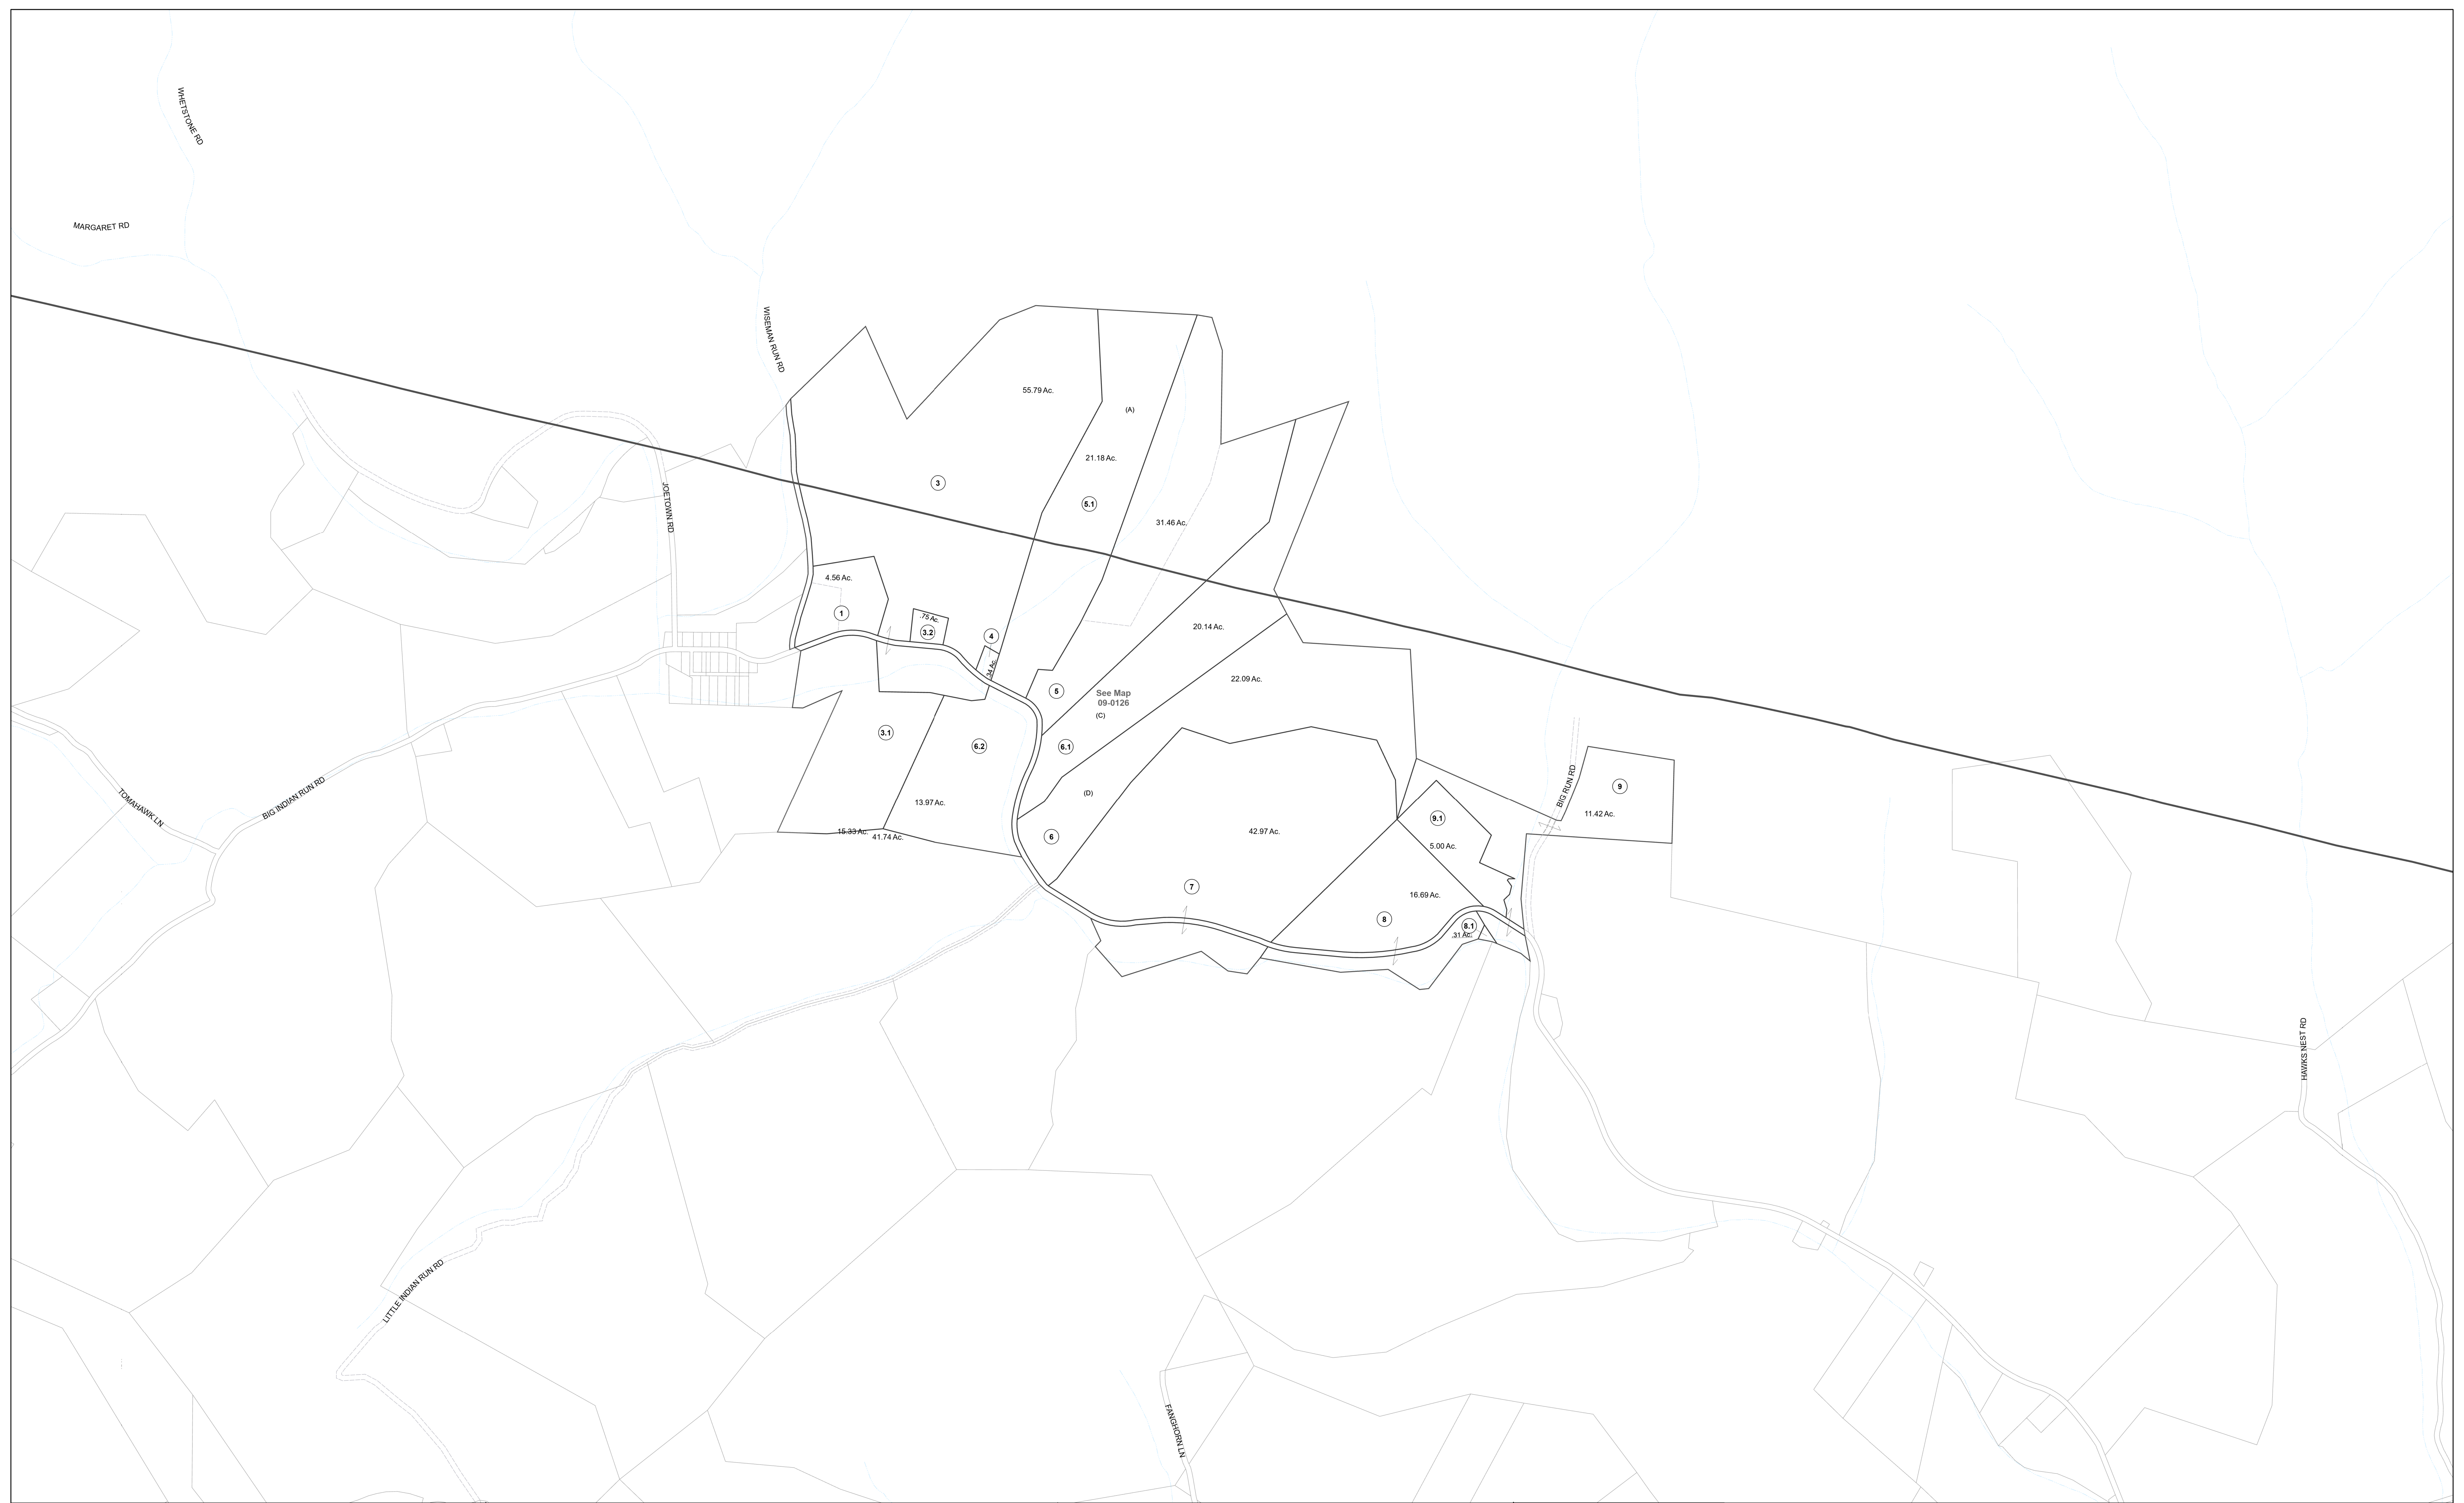 WHETSTONE RD
MARGARET RD
WISEMAN RUN RD
55.79 Ac.
(A)
21.18 Ac.
3
JOETOWN RD
5.1
31.46 Ac.
4.56 Ac.
1
.75 Ac.
3.2
4
.34 Ac.
20.14 Ac.
22.09 Ac.
5
See Map
09-0126
(C)
3.1
6.2
6.1
TOMAHAWK LN
BIG INDIAN RUN RD
BIG RUN RD
9
11.42 Ac.
(D)
13.97 Ac.
15.33 Ac.
41.74 Ac.
6
42.97 Ac.
9.1
5.00 Ac.
7
16.69 Ac.
8
8.1
.31 Ac.
HAWKS NEST RD
LITTLE INDIAN RUN RD
FANGHORN LN